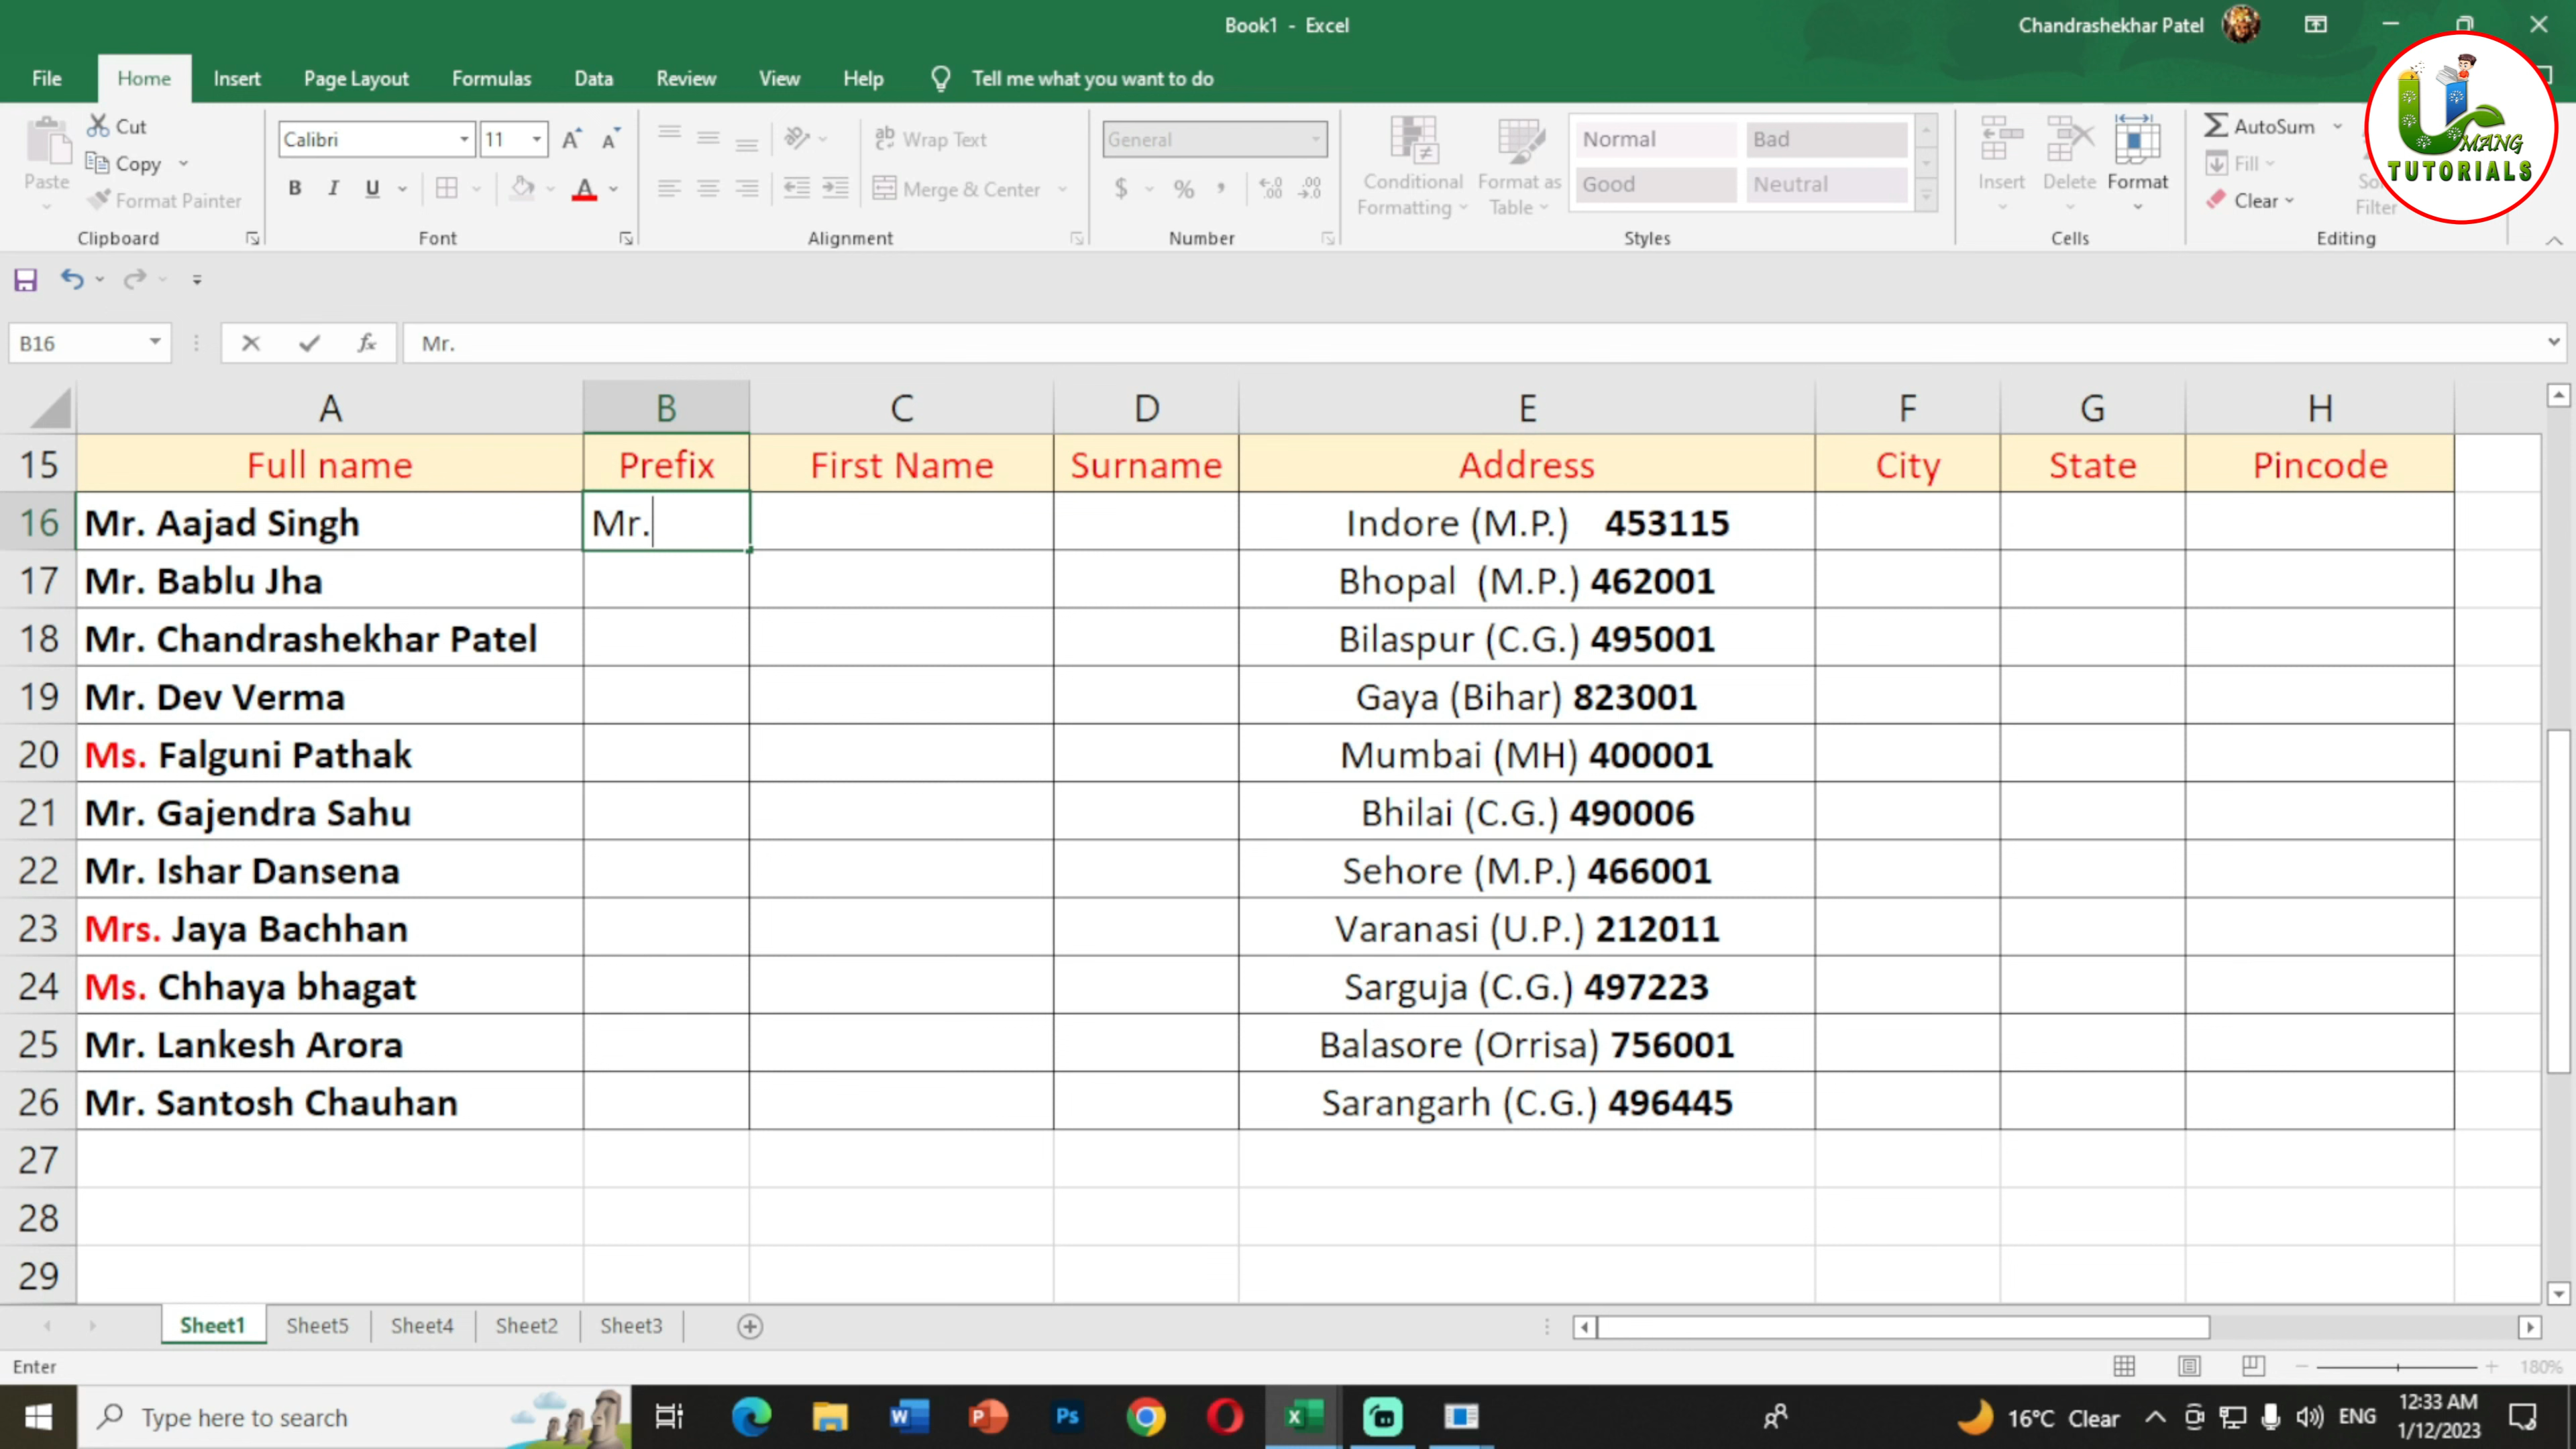 Book1 - Excel
Chandrashekhar Patel
File Home Insert Page Layout Formulas Data Review View Help Tell me what you want to do
Cut
Copy
Format Painter
Paste
Clipboard
Calibri 11
B I U
Font
Wrap Text
Merge & Center
Alignment
General
$ % ,
Number
Conditional Formatting
Format as Table
Normal Bad
Good Neutral
Styles
Insert Delete Format
Cells
AutoSum
Fill
Clear
Filter
Editing
UMANG
TUTORIALS
B16 fx Mr.
A B C D E F G H
15 Full name Prefix First Name Surname Address City State Pincode
16 Mr. Aajad Singh Mr. Indore (M.P.) 453115
17 Mr. Bablu Jha Bhopal (M.P.) 462001
18 Mr. Chandrashekhar Patel Bilaspur (C.G.) 495001
19 Mr. Dev Verma Gaya (Bihar) 823001
20 Ms. Falguni Pathak Mumbai (MH) 400001
21 Mr. Gajendra Sahu Bhilai (C.G.) 490006
22 Mr. Ishar Dansena Sehore (M.P.) 466001
23 Mrs. Jaya Bachhan Varanasi (U.P.) 212011
24 Ms. Chhaya bhagat Sarguja (C.G.) 497223
25 Mr. Lankesh Arora Balasore (Orrisa) 756001
26 Mr. Santosh Chauhan Sarangarh (C.G.) 496445
27
28
29
Sheet1 Sheet5 Sheet4 Sheet2 Sheet3
Enter 180%
Type here to search
16°C Clear ENG 12:33 AM
1/12/2023